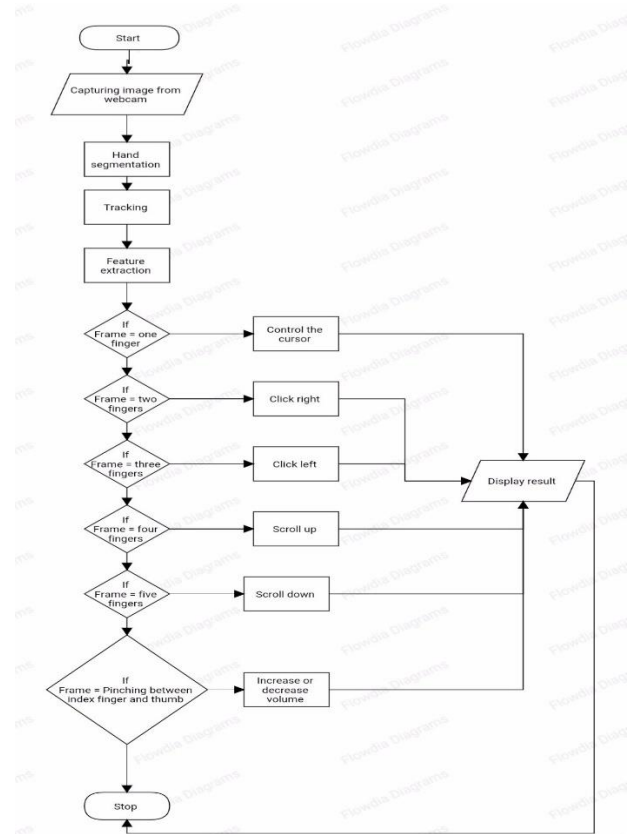 Start
Capturing image from
webcam
Hand
segmentation
Tracking
Feature
extraction
If
Frame = one
finger
Control the
cursor
If
Frame = two
fingers
Click right
If
Frame = three
fingers
Click left
Display result
If
Frame = four
fingers
Scroll up
If
Frame = five
fingers
Scroll down
If
Frame = Pinching between
index finger and thumb
Increase or
decrease
volume
Stop
Flowdia Diagrams